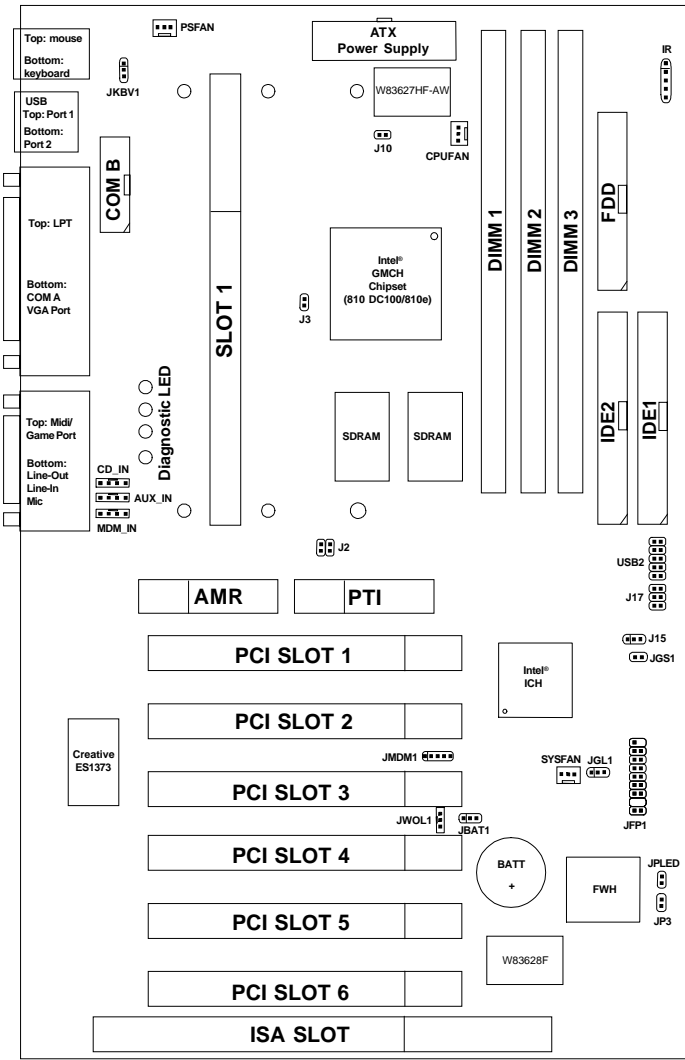 Top: mouse
Bottom:
keyboard
PSFAN
JKBV1
ATX
Power Supply
IR
USB
Top: Port 1
Bottom:
Port 2
W83627HF-AW
J10
CPUFAN
COM B
Top: LPT
Bottom:
COM A
VGA Port
SLOT 1
Intel®
GMCH
Chipset
(810 DC100/810e)
J3
DIMM 1
DIMM 2
DIMM 3
FDD
IDE2
IDE1
Diagnostic LED
SDRAM
SDRAM
Top: Midi/
Game Port
Bottom:
Line-Out
Line-In
Mic
CD_IN
AUX_IN
MDM_IN
J2
USB2
J17
AMR
PTI
J15
JGS1
PCI SLOT 1
Intel®
ICH
PCI SLOT 2
Creative
ES1373
JMDM1
SYSFAN
JGL1
PCI SLOT 3
JWOL1
JBAT1
JFP1
PCI SLOT 4
BATT
+
FWH
JPLED
JP3
PCI SLOT 5
W83628F
PCI SLOT 6
ISA SLOT